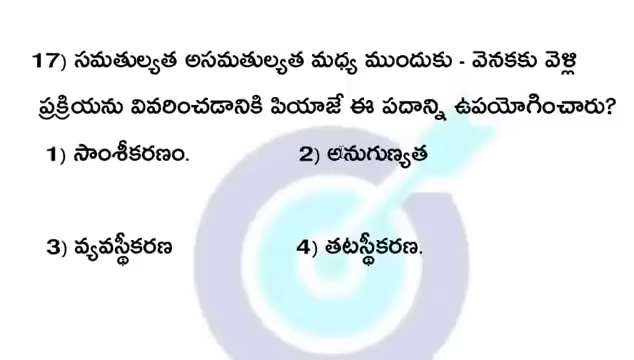 17) సమతుల్యత అసమతుల్యత మధ్య ముందుకు - వెనకకు వెళ్లి
ప్రక్రియను వివరించడానికి పియాజే ఈ పదాన్ని ఉపయోగించారు?
1) సాంశీకరణం. 2) అనుగుణ్యత
3) వ్యవస్థీకరణ 4) తటస్థీకరణ.